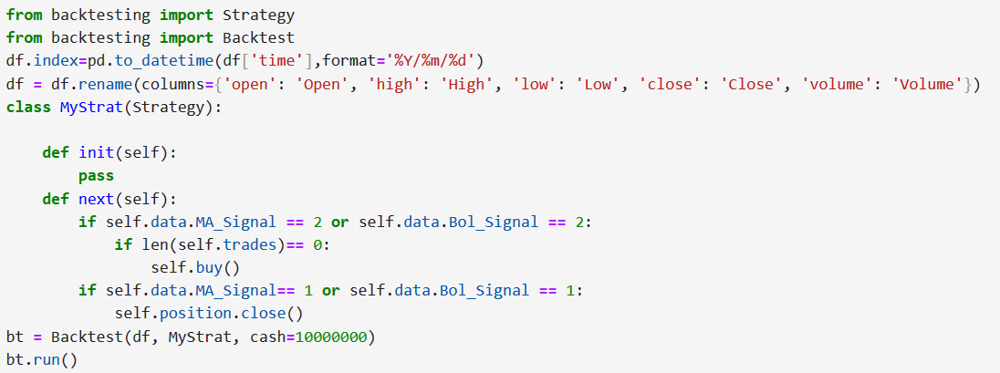 from backtesting import Strategy
from backtesting import Backtest
df.index=pd.to_datetime(df['time'],format='%Y/%m/%d')
df = df.rename(columns={'open': 'Open', 'high': 'High', 'low': 'Low', 'close': 'Close', 'volume': 'Volume'})
class MyStrat(Strategy):

    def init(self):
        pass
    def next(self):
        if self.data.MA_Signal == 2 or self.data.Bol_Signal == 2:
            if len(self.trades)== 0:
                self.buy()
        if self.data.MA_Signal== 1 or self.data.Bol_Signal == 1:
            self.position.close()
bt = Backtest(df, MyStrat, cash=10000000)
bt.run()